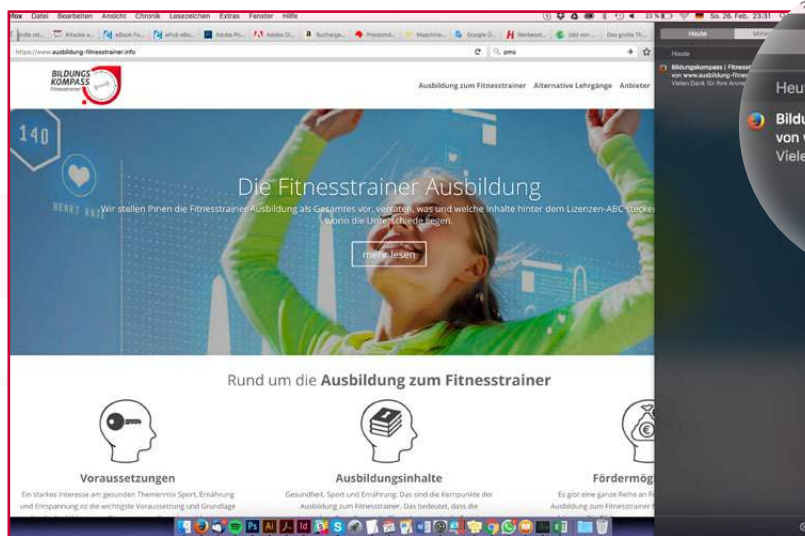 fox Datei Bearbeiten Ansicht Chronik Lesezeichen Extras Fenster Hilfe
23 % So. 26. Feb. 23:31
https://www.ausbildung-fitnesstrainer.info
pms
BILDUNGS
KOMPASS
Fitnesstrainer
Ausbildung zum Fitnesstrainer Alternative Lehrgänge Anbieter
140
HEART RATE
Die Fitnesstrainer Ausbildung
Wir stellen Ihnen die Fitnesstrainer Ausbildung als Gesamtes vor, verraten, was und welche Inhalte hinter dem Lizenzen-ABC stecken
worin die Unterschiede liegen.
mehr lesen
Rund um die Ausbildung zum Fitnesstrainer
Voraussetzungen
Ein starkes Interesse am gesunden Themenmix Sport, Ernährung
und Entspannung ist die wichtigste Voraussetzung und Grundlage
Ausbildungsinhalte
Gesundheit, Sport und Ernährung: Das sind die Kernpunkte der
Ausbildung zum Fitnesstrainer. Das bedeutet, dass die
Fördermög
Es gibt eine ganze Reihe an
Ausbildung zum Fitnesstrainer
Heute
Heute
Bildungskompass | Fitness
von www.ausbildung-fitness
Vielen Dank für Ihre
Heu
Bildu
von
Viele